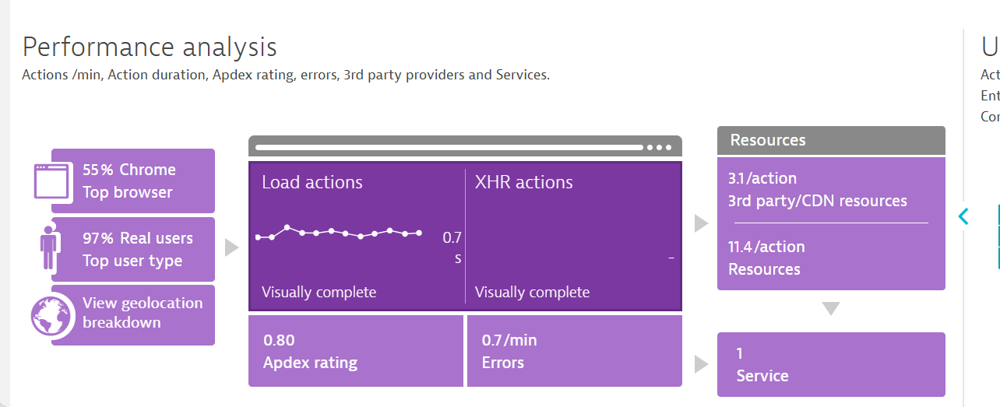 Performance analysis
Actions /min, Action duration, Apdex rating, errors, 3rd party providers and Services.
55% Chrome
Top browser
97% Real users
Top user type
View geolocation
breakdown
Load actions
0.7
s
Visually complete
XHR actions
–
Visually complete
0.80
Apdex rating
0.7/min
Errors
Resources
3.1/action
3rd party/CDN resources
11.4/action
Resources
1
Service